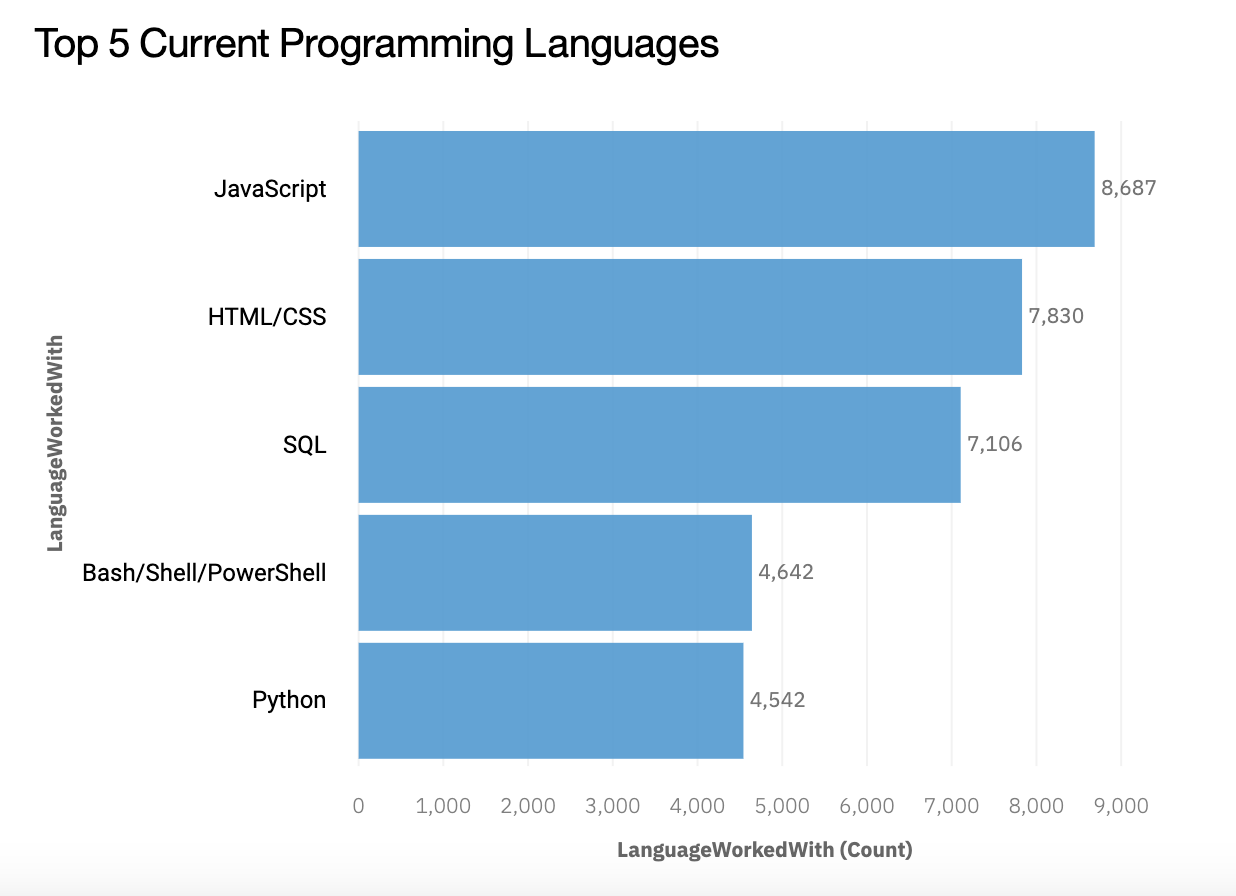 Top 5 Current Programming Languages
JavaScript
8,687
HTML/CSS
7,830
SQL
7,106
Bash/Shell/PowerShell
4,642
Python
4,542
LanguageWorkedWith
0 1,000 2,000 3,000 4,000 5,000 6,000 7,000 8,000 9,000
LanguageWorkedWith (Count)